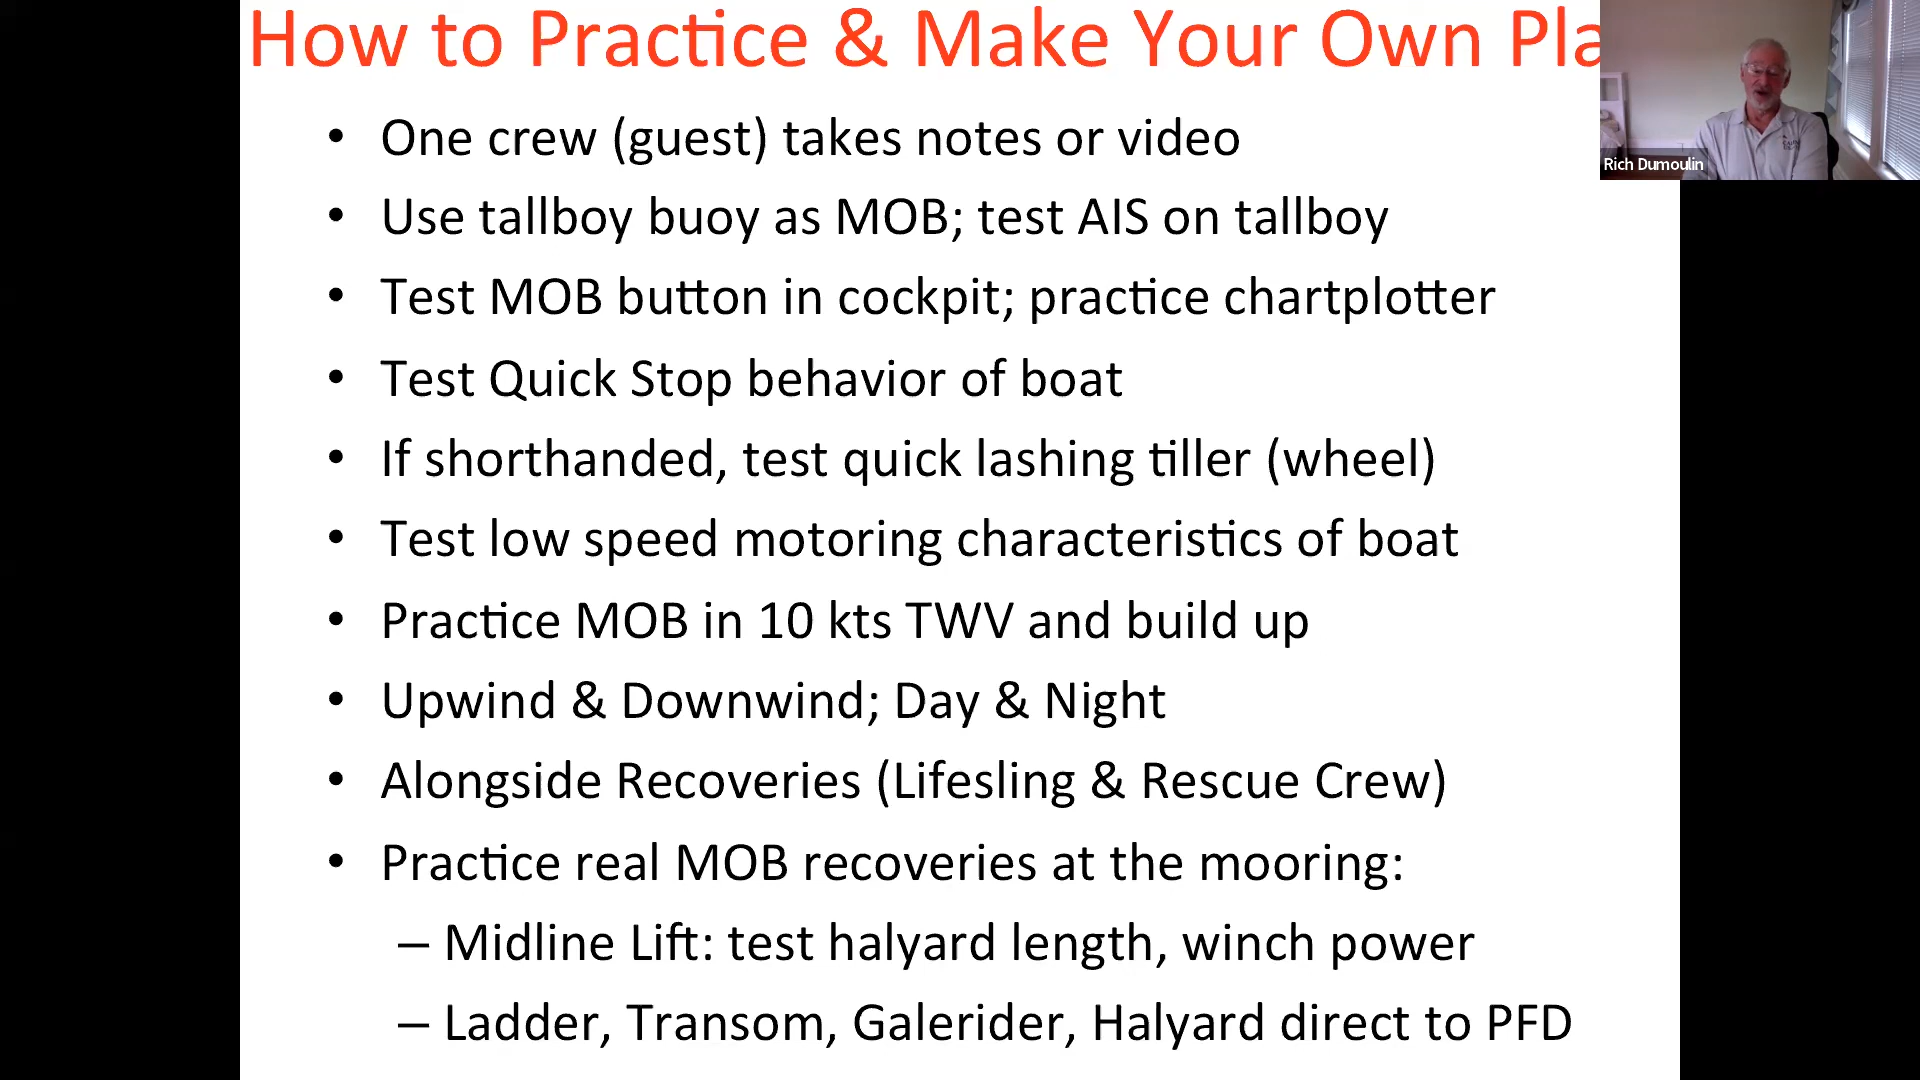 How to Practice & Make Your Own Pla
• One crew (guest) takes notes or video
• Use tallboy buoy as MOB; test AIS on tallboy
• Test MOB button in cockpit; practice chartplotter
• Test Quick Stop behavior of boat
• If shorthanded, test quick lashing tiller (wheel)
• Test low speed motoring characteristics of boat
• Practice MOB in 10 kts TWV and build up
• Upwind & Downwind; Day & Night
• Alongside Recoveries (Lifesling & Rescue Crew)
• Practice real MOB recoveries at the mooring:
– Midline Lift: test halyard length, winch power
– Ladder, Transom, Galerider, Halyard direct to PFD
Rich Dumoulin